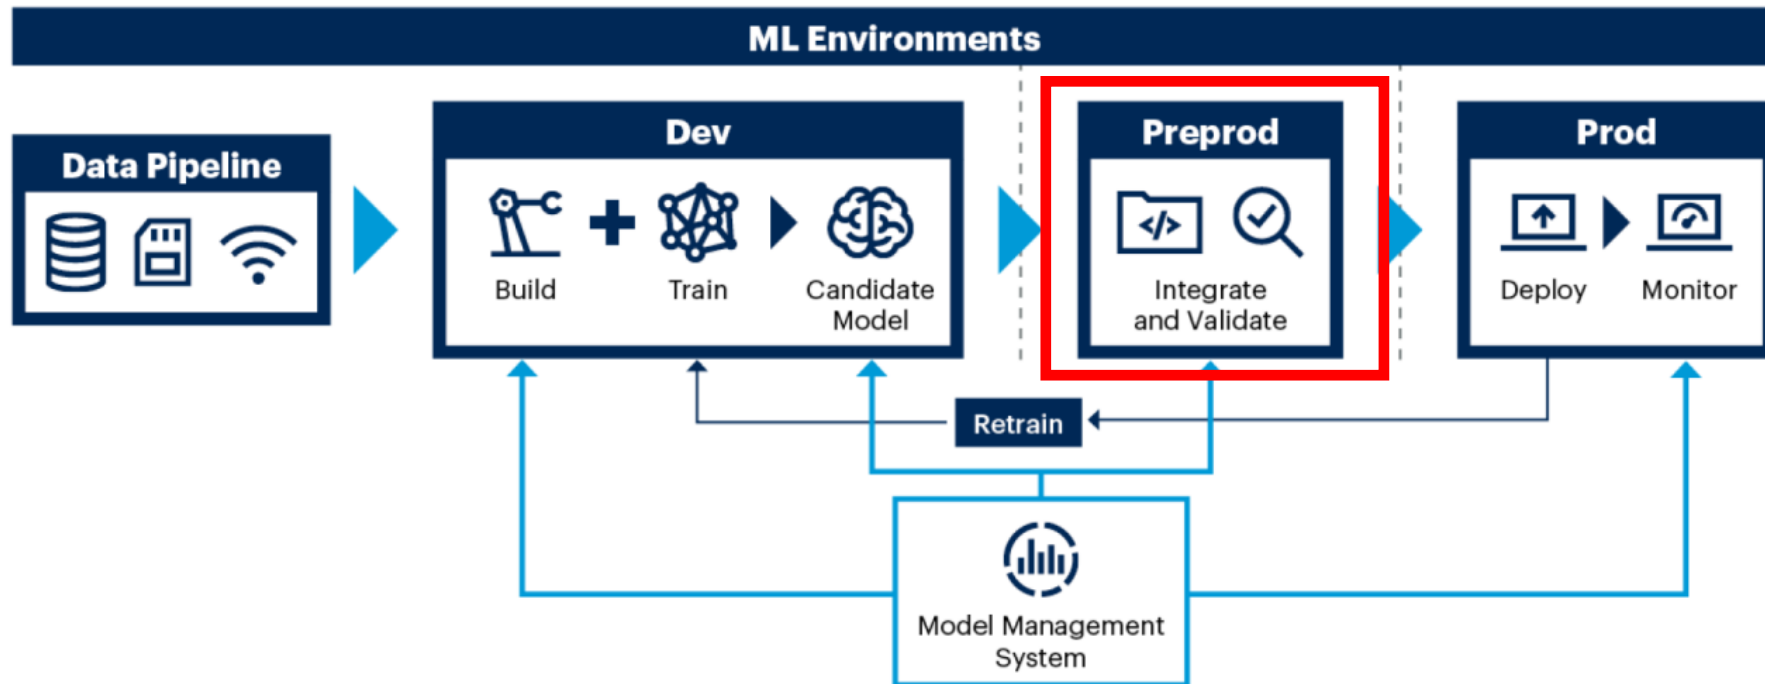 ML Environments
Data Pipeline
Dev
Build
Train
Candidate
Model
Preprod
</>
Integrate
and Validate
Prod
Deploy
Monitor
Retrain
Model Management
System